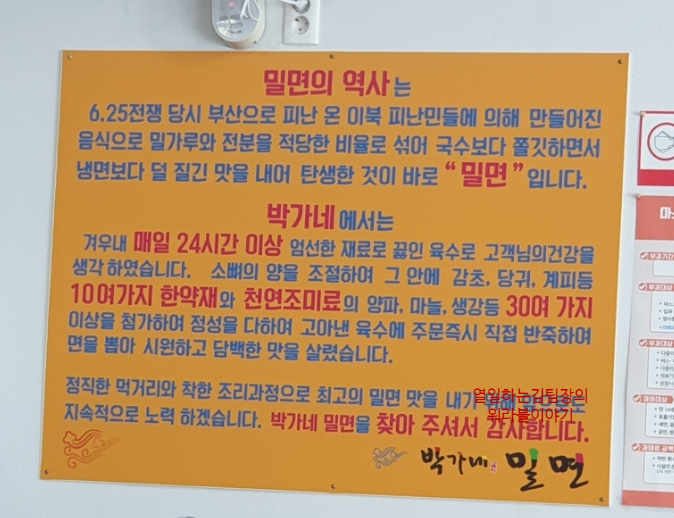 밀면의 역사는
6.25전쟁 당시 부산으로 피난 온 이북 피난민들에 의해 만들어진
음식으로 밀가루와 전분을 적당한 비율로 섞어 국수보다 쫄깃하면서
냉면보다 덜 질긴 맛을 내어 탄생한 것이 바로 "밀면"입니다.
박가네에서는
겨우내 매일 24시간 이상 엄선한 재료로 끓인 육수로 고객님의건강을
생각 하였습니다. 소뼈의 양을 조절하여 그 안에 감초, 당귀, 계피등
10여가지 한약재와 천연조미료의 양파, 마늘, 생강등 30여 가지
이상을 첨가하여 정성을 다하여 고아낸 육수에 주문즉시 직접 반죽하여
면을 뽑아 시원하고 담백한 맛을 살렸습니다.
정직한 먹거리와 착한 조리과정으로 최고의 밀면 맛을 내기
열일하는김팀장의
워라블이야기
지속적으로 노력 하겠습니다. 박가네 밀면을 찾아 주셔서 감사합니다.
박가네 밀면
마스
부과기간
부과대상